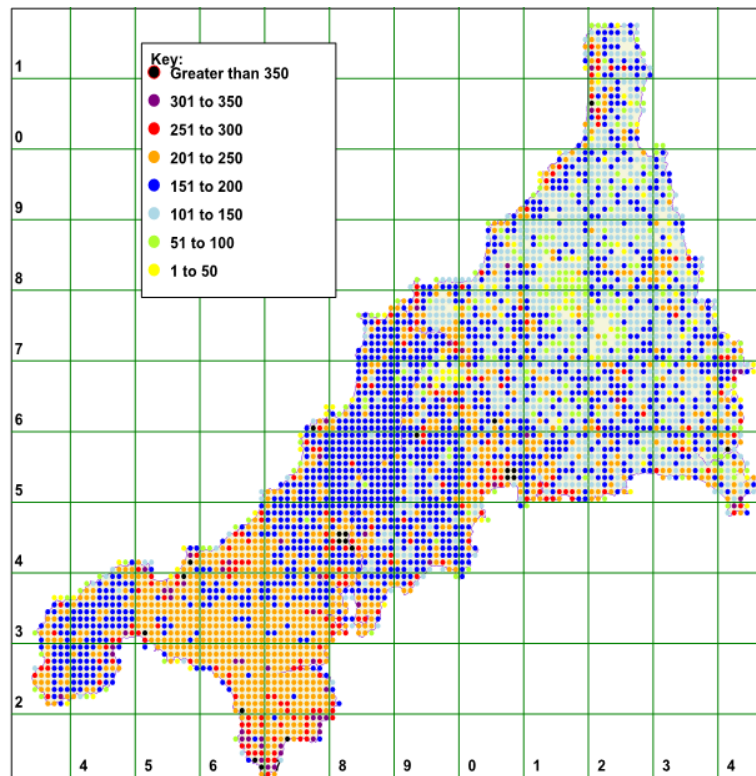 Key:
Greater than 350
301 to 350
251 to 300
201 to 250
151 to 200
101 to 150
51 to 100
1 to 50
1
0
9
8
7
6
5
4
3
2
4 5 6 8 9 0 1 2 3 4